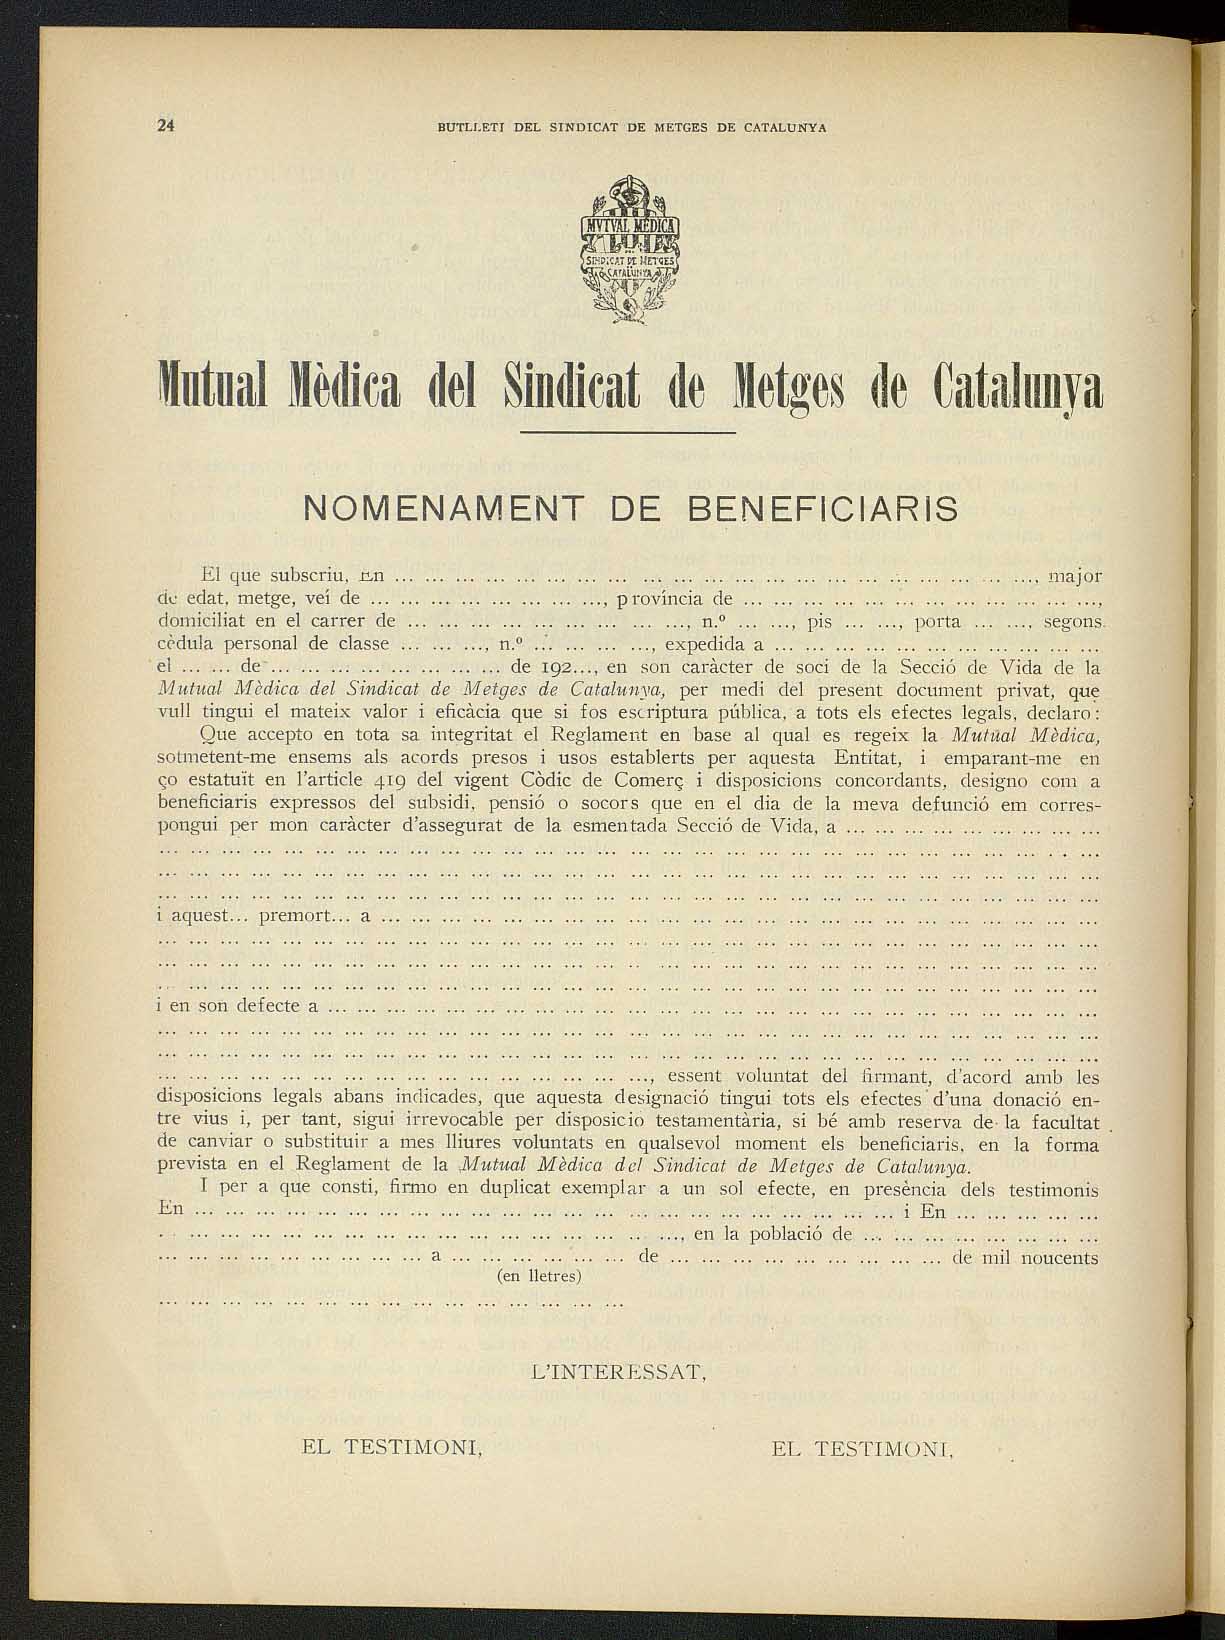 24
BUTLLETI DEL SINDICAT DE METGES DE CATALUNYA
MVTVAL MÈDICA
SINDICAT DE METGES
CATALUNYA
Mutual Mèdica del Sindicat de Metges de Catalunya
NOMENAMENT DE BENEFICIARIS
El que subscriu, En ... ... ... ... ... ... ... ... ... ... ... ... ... ... ... ... ... ... ... ... ..., major
de edat, metge, veí de ... ... ... ... ... ... ... ..., província de ... ... ... ... ... ... ... ... ... ... ... ...,
domiciliat en el carrer de ... ... ... ... ... ... ... ... ... ..., n.º ... ..., pis ... ..., porta ... ..., segons
cèdula personal de classe ... ... ..., n.º ... ... ... ..., expedida a ... ... ... ... ... ... ... ... ... ... ...
el ... ... de ... ... ... ... ... ... ... ... de 192..., en son caràcter de soci de la Secció de Vida de la
Mutual Mèdica del Sindicat de Metges de Catalunya, per medi del present document privat, que
vull tingui el mateix valor i eficàcia que si fos escriptura pública, a tots els efectes legals, declaro:
Que accepto en tota sa integritat el Reglament en base al qual es regeix la Mutual Mèdica,
sotmetent-me ensems als acords presos i usos establerts per aquesta Entitat, i emparant-me en
ço estatuït en l'article 419 del vigent Còdic de Comerç i disposicions concordants, designo com a
beneficiaris expressos del subsidi, pensió o socors que en el dia de la meva defunció em corres-
pongui per mon caràcter d'assegurat de la esmentada Secció de Vida, a ... ... ... ... ... ... ... ... ...
... ... ... ... ... ... ... ... ... ... ... ... ... ... ... ... ... ... ... ... ... ... ... ... ... ... ... ... ... ...
... ... ... ... ... ... ... ... ... ... ... ... ... ... ... ... ... ... ... ... ... ... ... ... ... ... ... ... ... ...
... ... ... ... ... ... ... ... ... ... ... ... ... ... ... ... ... ... ... ... ... ... ... ... ... ... ... ... ... ...
i aquest... premort... a ... ... ... ... ... ... ... ... ... ... ... ... ... ... ... ... ... ... ... ... ... ... ...
... ... ... ... ... ... ... ... ... ... ... ... ... ... ... ... ... ... ... ... ... ... ... ... ... ... ... ... ... ...
... ... ... ... ... ... ... ... ... ... ... ... ... ... ... ... ... ... ... ... ... ... ... ... ... ... ... ... ... ...
... ... ... ... ... ... ... ... ... ... ... ... ... ... ... ... ... ... ... ... ... ... ... ... ... ... ... ... ... ...
i en son defecte a ... ... ... ... ... ... ... ... ... ... ... ... ... ... ... ... ... ... ... ... ... ... ... ... ...
... ... ... ... ... ... ... ... ... ... ... ... ... ... ... ... ... ... ... ... ... ... ... ... ... ... ... ... ... ...
... ... ... ... ... ... ... ... ... ... ... ... ... ... ... ... ... ... ... ... ... ... ... ... ... ... ... ... ... ...
... ... ... ... ... ... ... ... ... ... ... ... ... ... ... ..., essent voluntat del firmant, d'acord amb les
disposicions legals abans indicades, que aquesta designació tingui tots els efectes d'una donació en-
tre vius i, per tant, sigui irrevocable per disposicio testamentària, si bé amb reserva de la facultat
de canviar o substituir a mes lliures voluntats en qualsevol moment els beneficiaris, en la forma
prevista en el Reglament de la Mutual Mèdica del Sindicat de Metges de Catalunya.
I per a que consti, firmo en duplicat exemplar a un sol efecte, en presència dels testimonis
En ... ... ... ... ... ... ... ... ... ... ... ... ... ... ... ... ... ... ... ... ... ... ... i En ... ... ... ... ...
... ... ... ... ... ... ... ... ... ... ... ... ... ... ... ... ..., en la població de ... ... ... ... ... ... ... ...
... ... ... ... ... ... ... ... ... a ... ... ... ... ... ... de ... ... ... ... ... ... ... ... ... de mil noucents
(en lletres)
... ... ... ... ... ... ... ... ... ... ... ... ... ... ...
L'INTERESSAT,
EL TESTIMONI,
EL TESTIMONI,